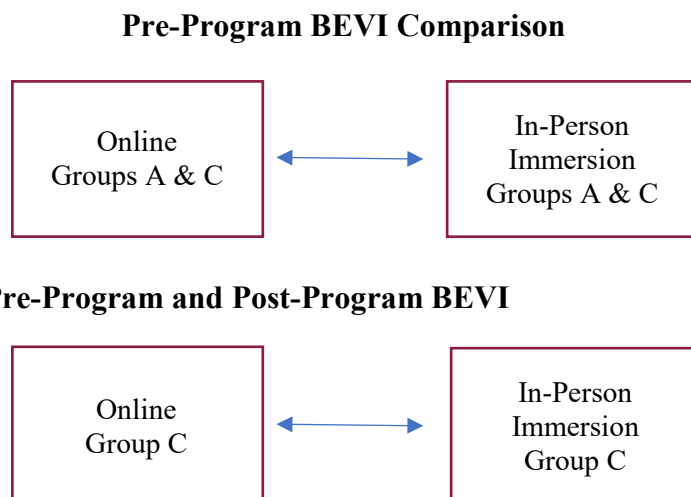 Pre-Program BEVI Comparison
Online
Groups A & C
In-Person
Immersion
Groups A & C
Pre-Program and Post-Program BEVI
Online
Group C
In-Person
Immersion
Group C